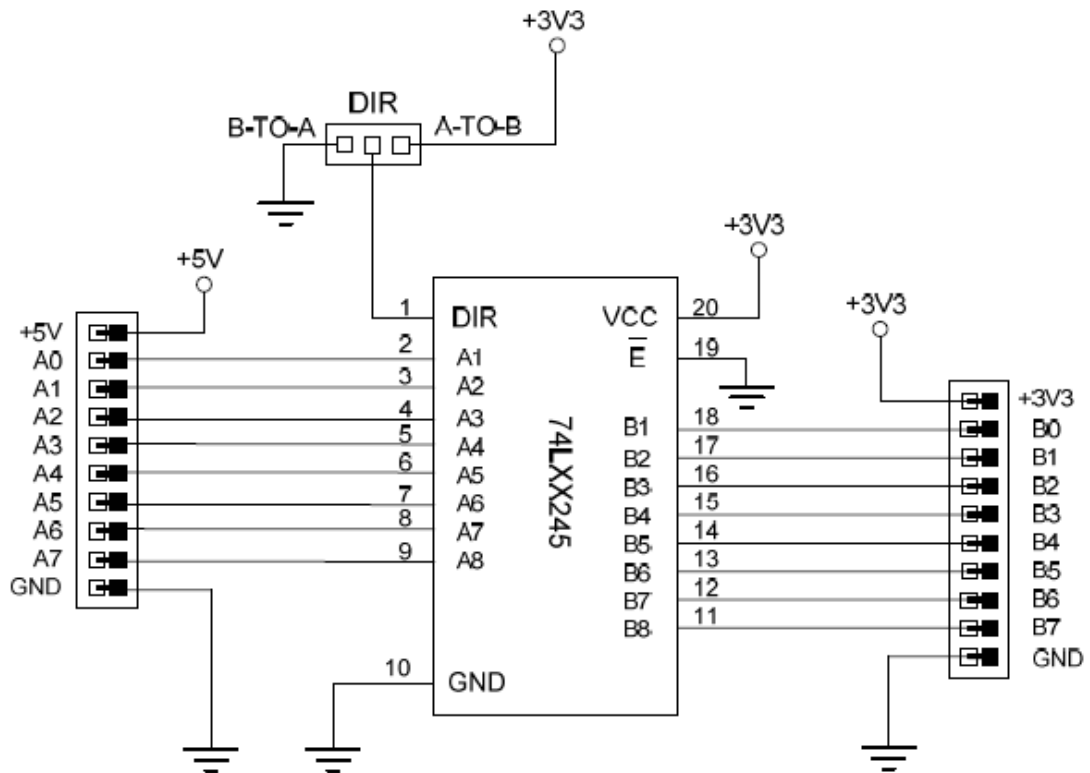 +3V3
DIR
B-TO-A
A-TO-B
+3V3
+5V
+3V3
+5V
A0
A1
A2
A3
A4
A5
A6
A7
GND
1
2
3
4
5
6
7
8
9
10
DIR
A1
A2
A3
A4
A5
A6
A7
A8
GND
74LXX245
VCC
E
B1
B2
B3
B4
B5
B6
B7
B8
20
19
18
17
16
15
14
13
12
11
+3V3
B0
B1
B2
B3
B4
B5
B6
B7
GND